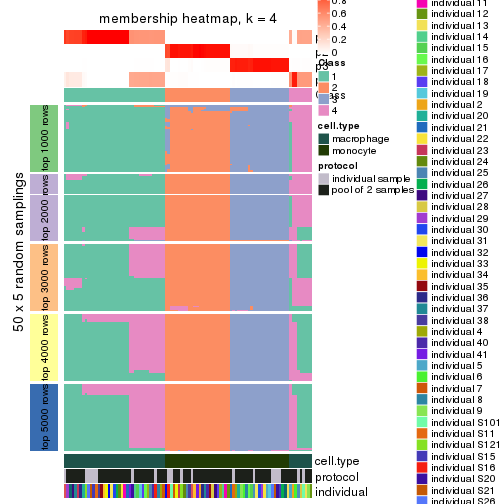 membership heatmap, k = 4
50 x 5 random samplings
top 1000 rows
top 2000 rows
top 3000 rows
top 4000 rows
top 5000 rows
0.6
0.4
0.2
0
Class
1
2
3
4
cell.type
macrophage
monocyte
protocol
individual sample
pool of 2 samples
cell.type
protocol
individual
individual 11
individual 12
individual 13
individual 14
individual 15
individual 16
individual 17
individual 18
individual 19
individual 2
individual 20
individual 21
individual 22
individual 23
individual 24
individual 25
individual 26
individual 27
individual 28
individual 29
individual 30
individual 31
individual 32
individual 33
individual 34
individual 35
individual 36
individual 37
individual 38
individual 4
individual 40
individual 41
individual 5
individual 6
individual 7
individual 8
individual 9
individual S101
individual S11
individual S121
individual S15
individual S16
individual S20
individual S21